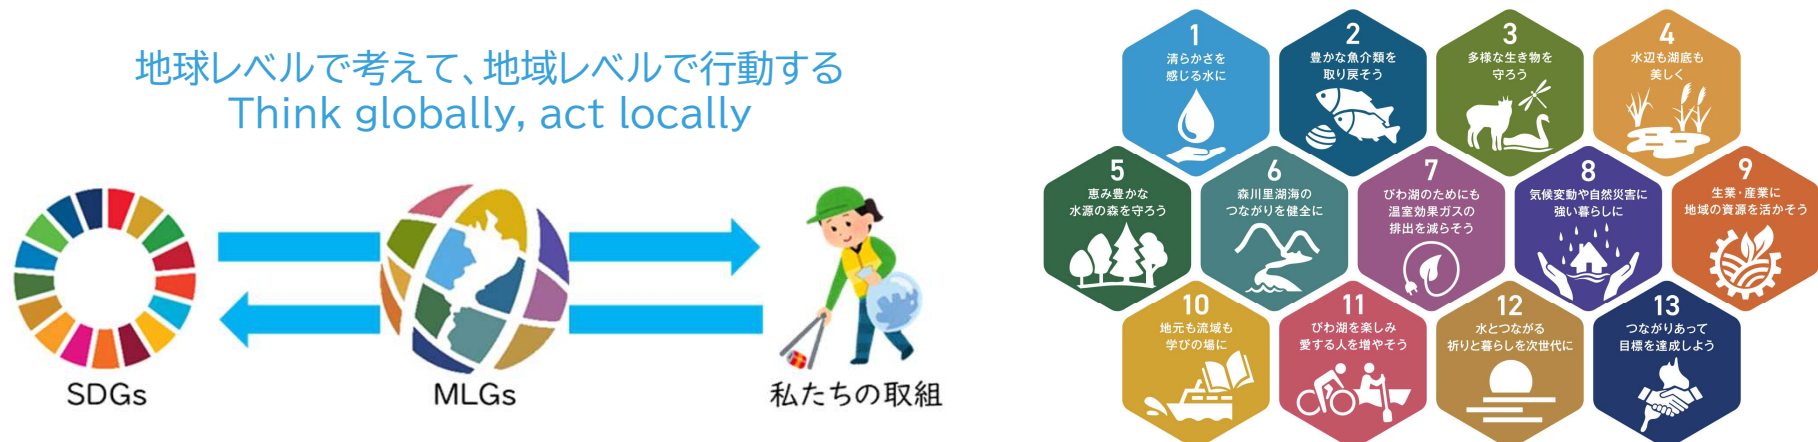 地球レベルで考えて、地域レベルで行動する
Think globally, act locally
SDGs
MLGs
私たちの取組
1
清らかさを
感じる水に
2
豊かな魚介類を
取り戻そう
3
多様な生き物を
守ろう
4
水辺も湖底も
美しく
5
恵み豊かな
水源の森を守ろう
6
森川里湖海の
つながりを健全に
7
びわ湖のためにも
温室効果ガスの
排出を減らそう
8
気候変動や自然災害に
強い暮らしに
9
生業・産業に
地域の資源を活かそう
10
地元も流域も
学びの場に
11
びわ湖を楽しみ
愛する人を増やそう
12
水とつながる
祈りと暮らしを次世代に
13
つながりあって
目標を達成しよう